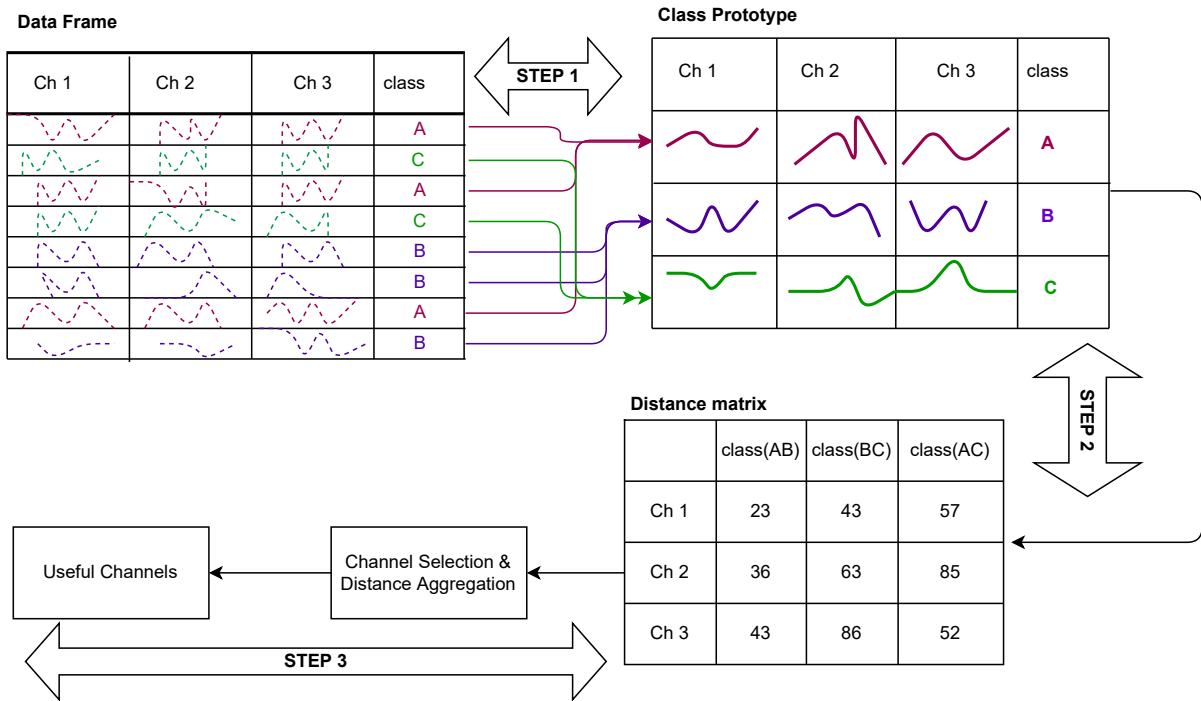 Data Frame
Ch 1 Ch 2 Ch 3 class
A
C
A
C
B
B
A
B
STEP 1
Class Prototype
Ch 1 Ch 2 Ch 3 class
A
B
C
STEP 2
Distance matrix
class(AB) class(BC) class(AC)
Ch 1 23 43 57
Ch 2 36 63 85
Ch 3 43 86 52
Channel Selection &
Distance Aggregation
Useful Channels
STEP 3